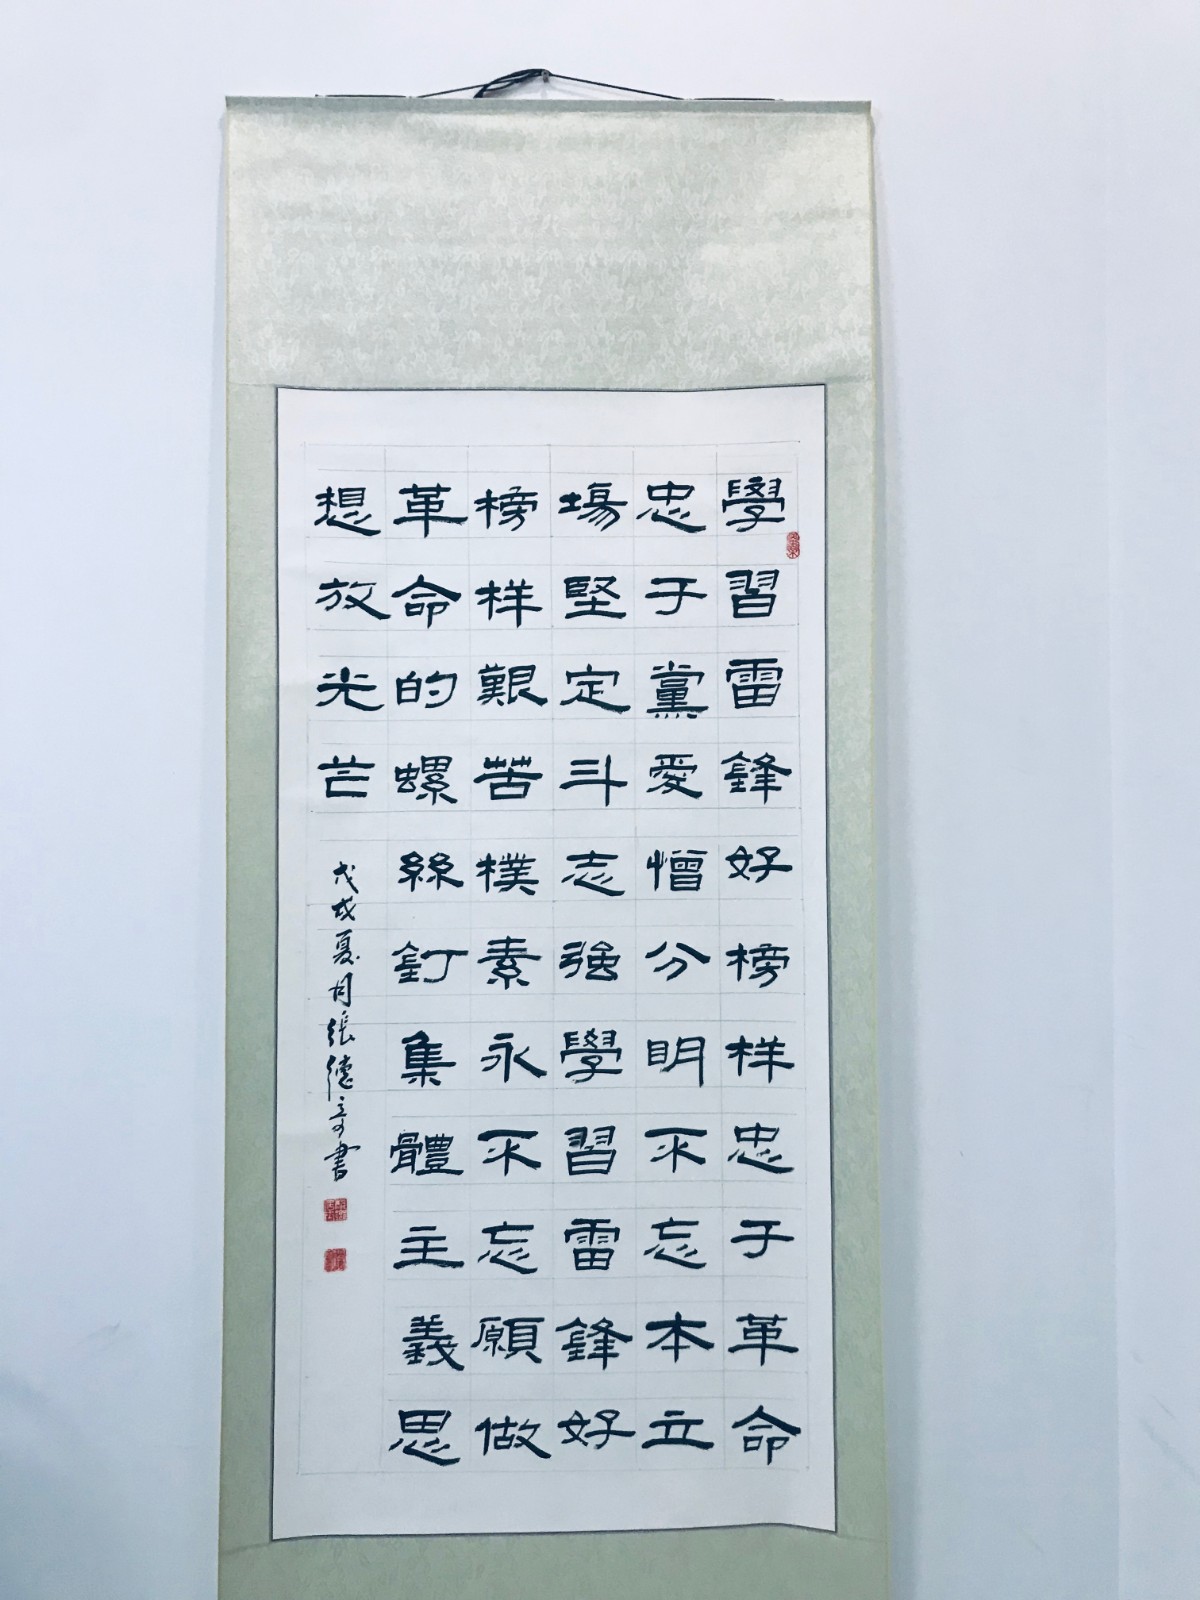 學習雷鋒好榜样忠于革命
忠于黨愛憎分明不忘本立
場堅定斗志強學習雷鋒好
榜样艱苦樸素永不忘願做
革命的螺絲釘集體主義思
想放光芒
戊戌夏月張德奇書